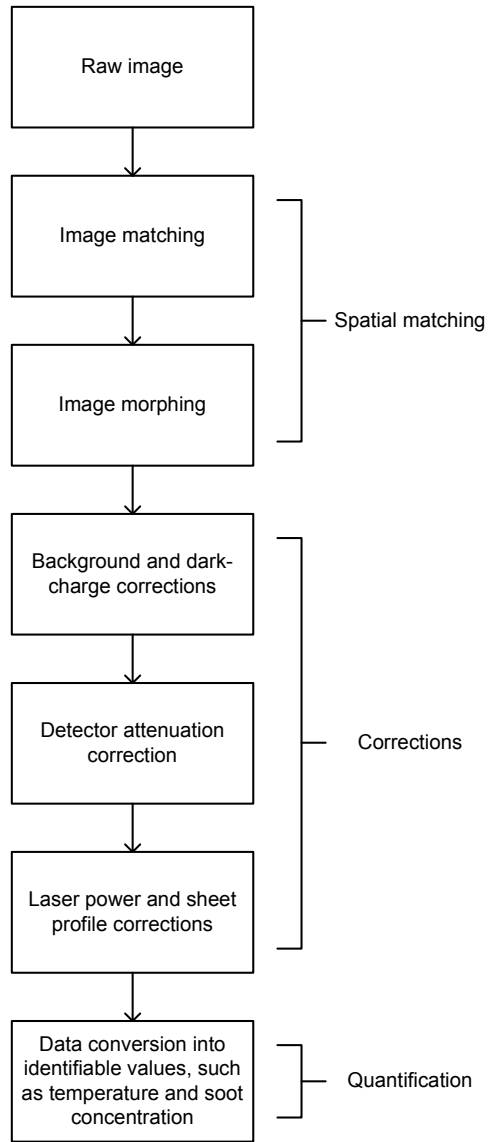 Raw image
Image matching
Spatial matching
Image morphing
Background and dark-
charge corrections
Detector attenuation
correction
Corrections
Laser power and sheet
profile corrections
Data conversion into
identifiable values, such
as temperature and soot
concentration
Quantification